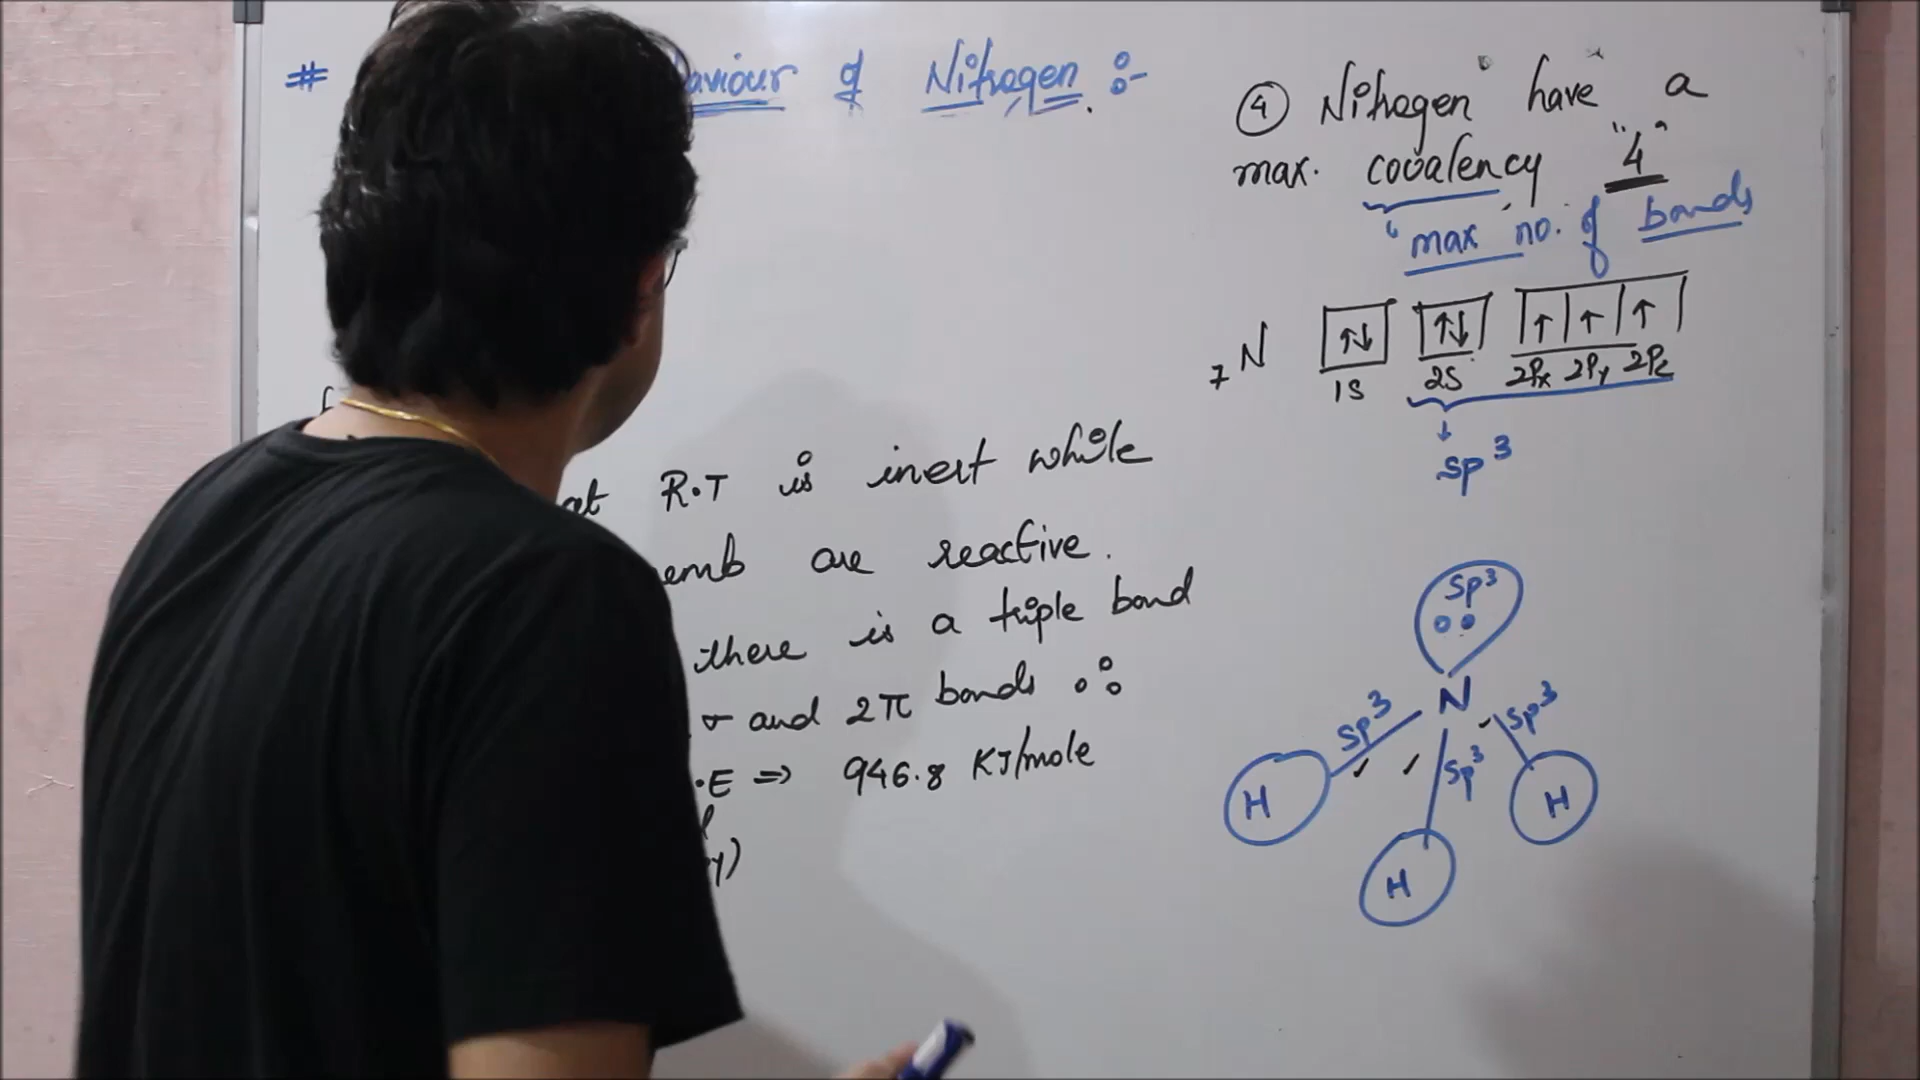 # of Nitrogen :-
at R.T is inert while
are reactive.
there is a triple bond
σ and 2π bonds ∴
.E => 946.8 KJ/mole
④ Nitrogen have a
max. covalency "4"
max no. of bonds
7N ↑↓ ↑↓ ↑ ↑ ↑
1S 2S 2Px 2Py 2Pz
Sp3
Sp3
N
Sp3 Sp3 Sp3
H H H